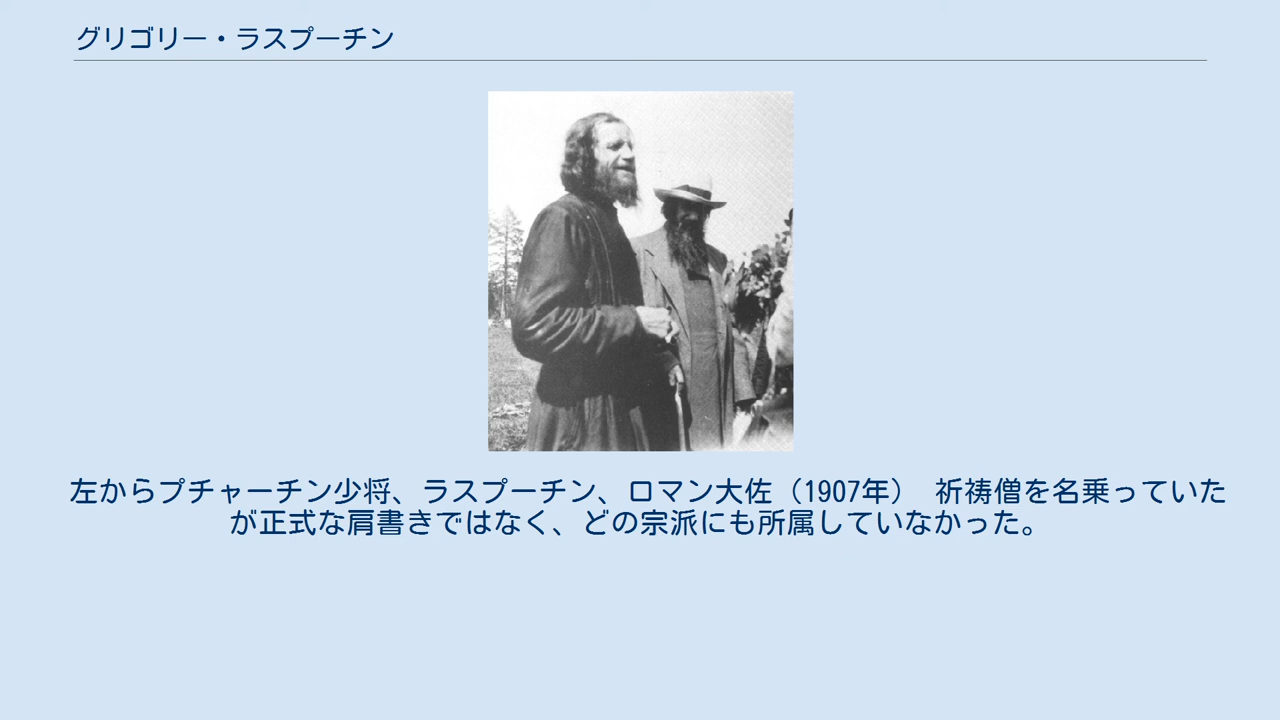 グリゴリー・ラスプーチン
左からプチャーチン少将、ラスプーチン、ロマン大佐（1907年） 祈祷僧を名乗っていた
が正式な肩書きではなく、どの宗派にも所属していなかった。